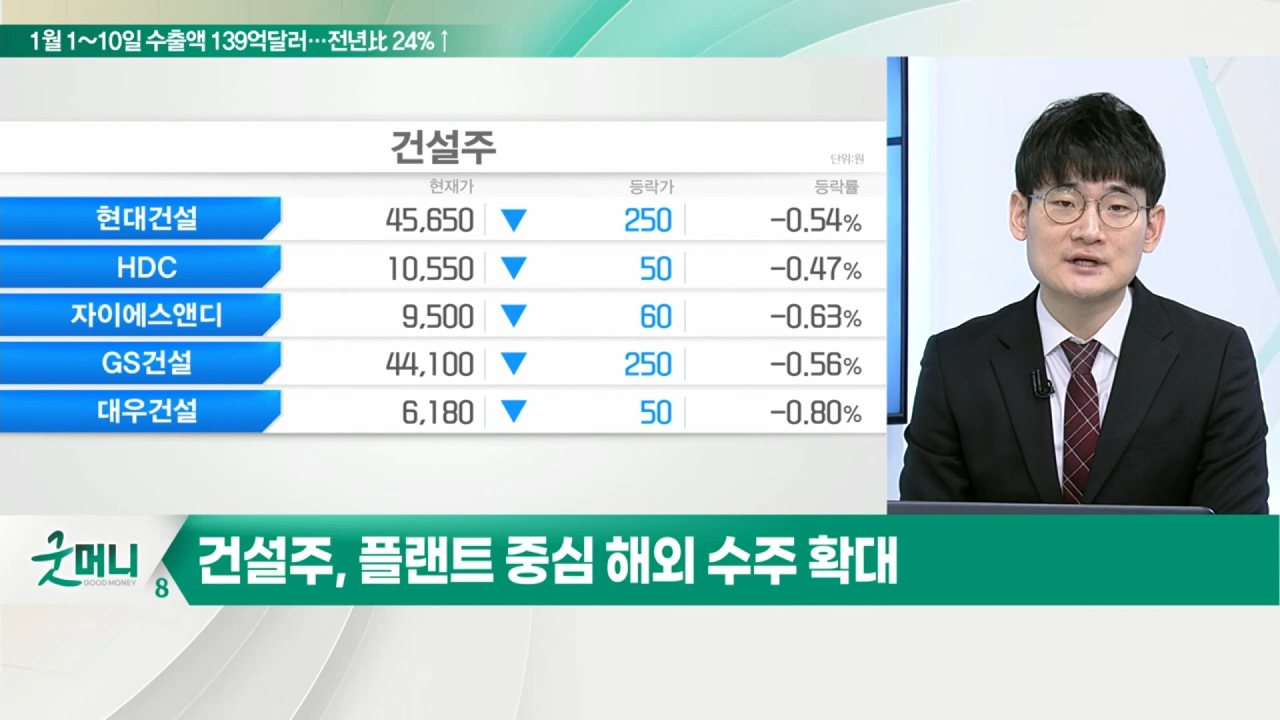 1월 1~10일 수출액 139억달러…전년比 24%↑
건설주
단위:원
현재가 등락가 등락률
현대건설 45,650 ▼ 250 -0.54%
HDC 10,550 ▼ 50 -0.47%
자이에스앤디 9,500 ▼ 60 -0.63%
GS건설 44,100 ▼ 250 -0.56%
대우건설 6,180 ▼ 50 -0.80%
굿머니
GOOD MONEY
8
건설주, 플랜트 중심 해외 수주 확대